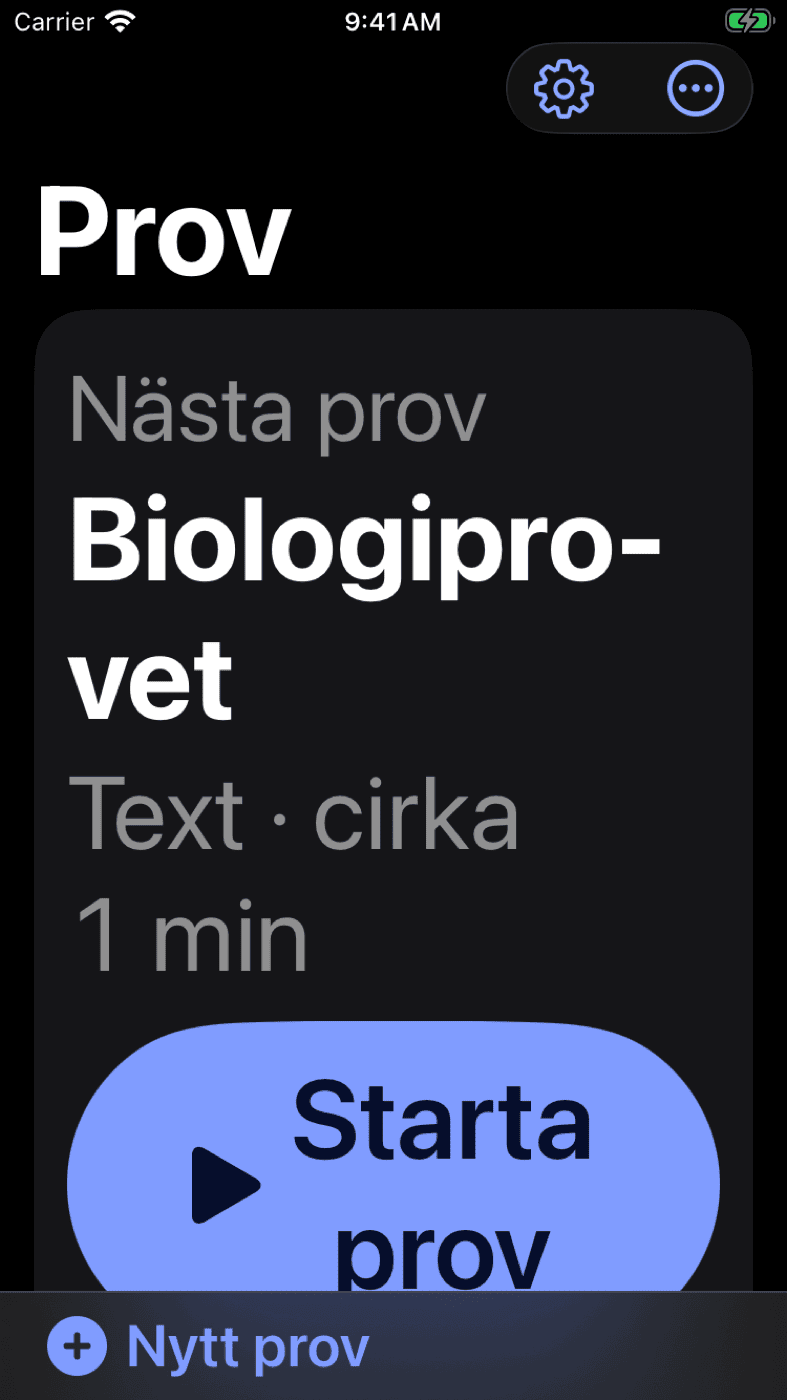 Carrier 9:41 AM
Prov
Nästa prov
Biologipro-
vet
Text · cirka
1 min
Starta
prov
Nytt prov